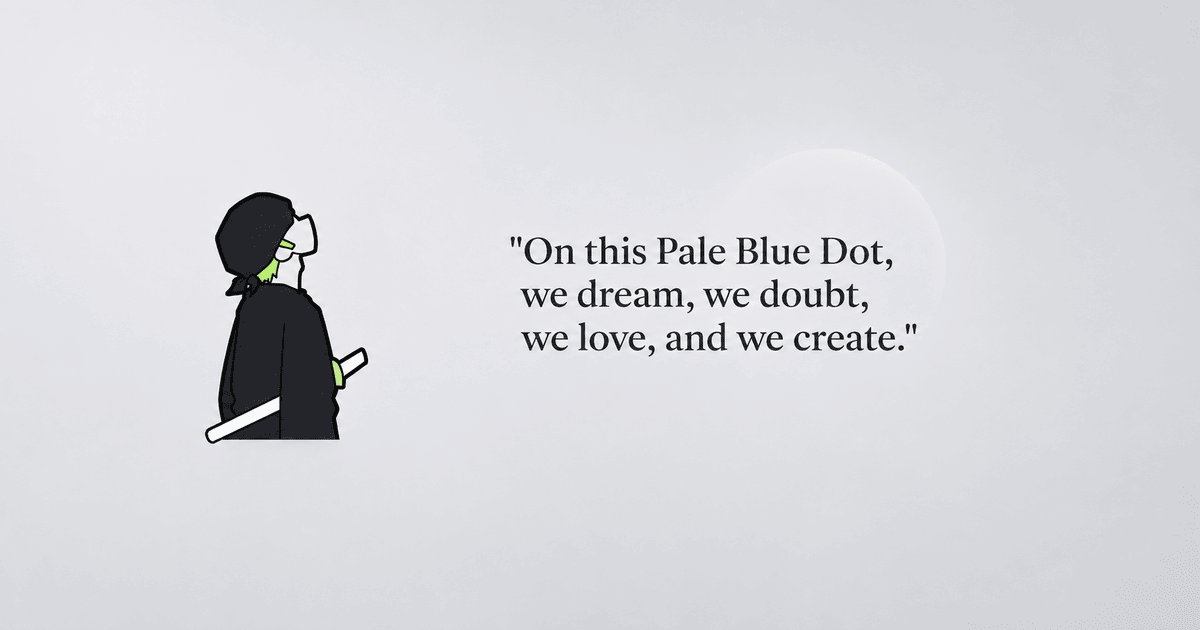 "On this Pale Blue Dot,
we dream, we doubt,
we love, and we create."